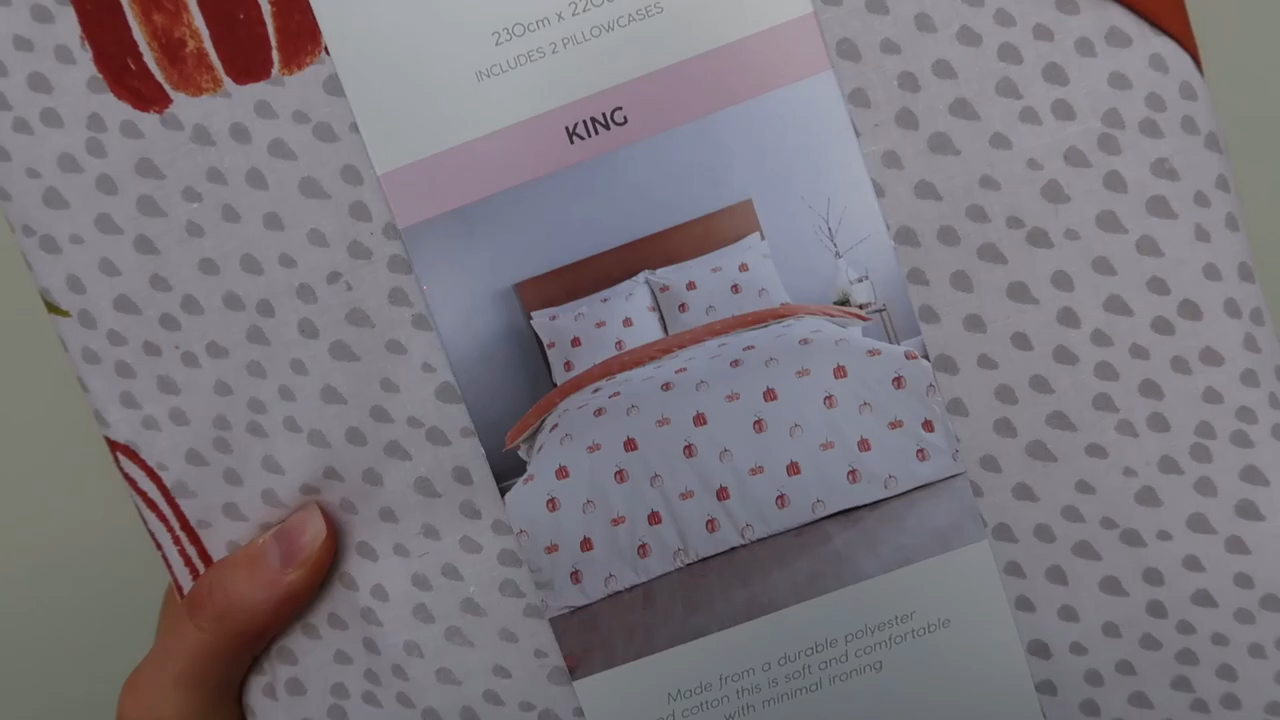 230cm x 220
INCLUDES 2 PILLOWCASES
KING
Made from a durable polyester
cotton this is soft and comfortable
with minimal ironing